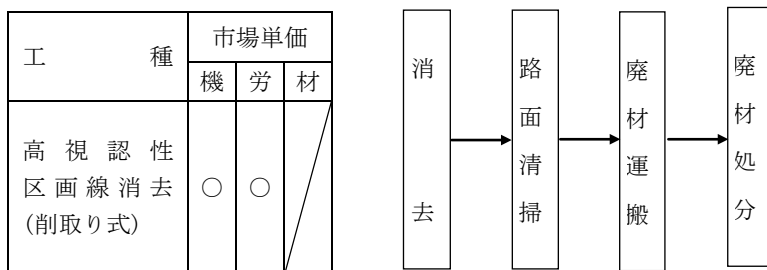 工種
市場単価
機 労 材
高視認性
区画線消去
(削取り式)
○ ○
消去
路面清掃
廃材運搬
廃材処分